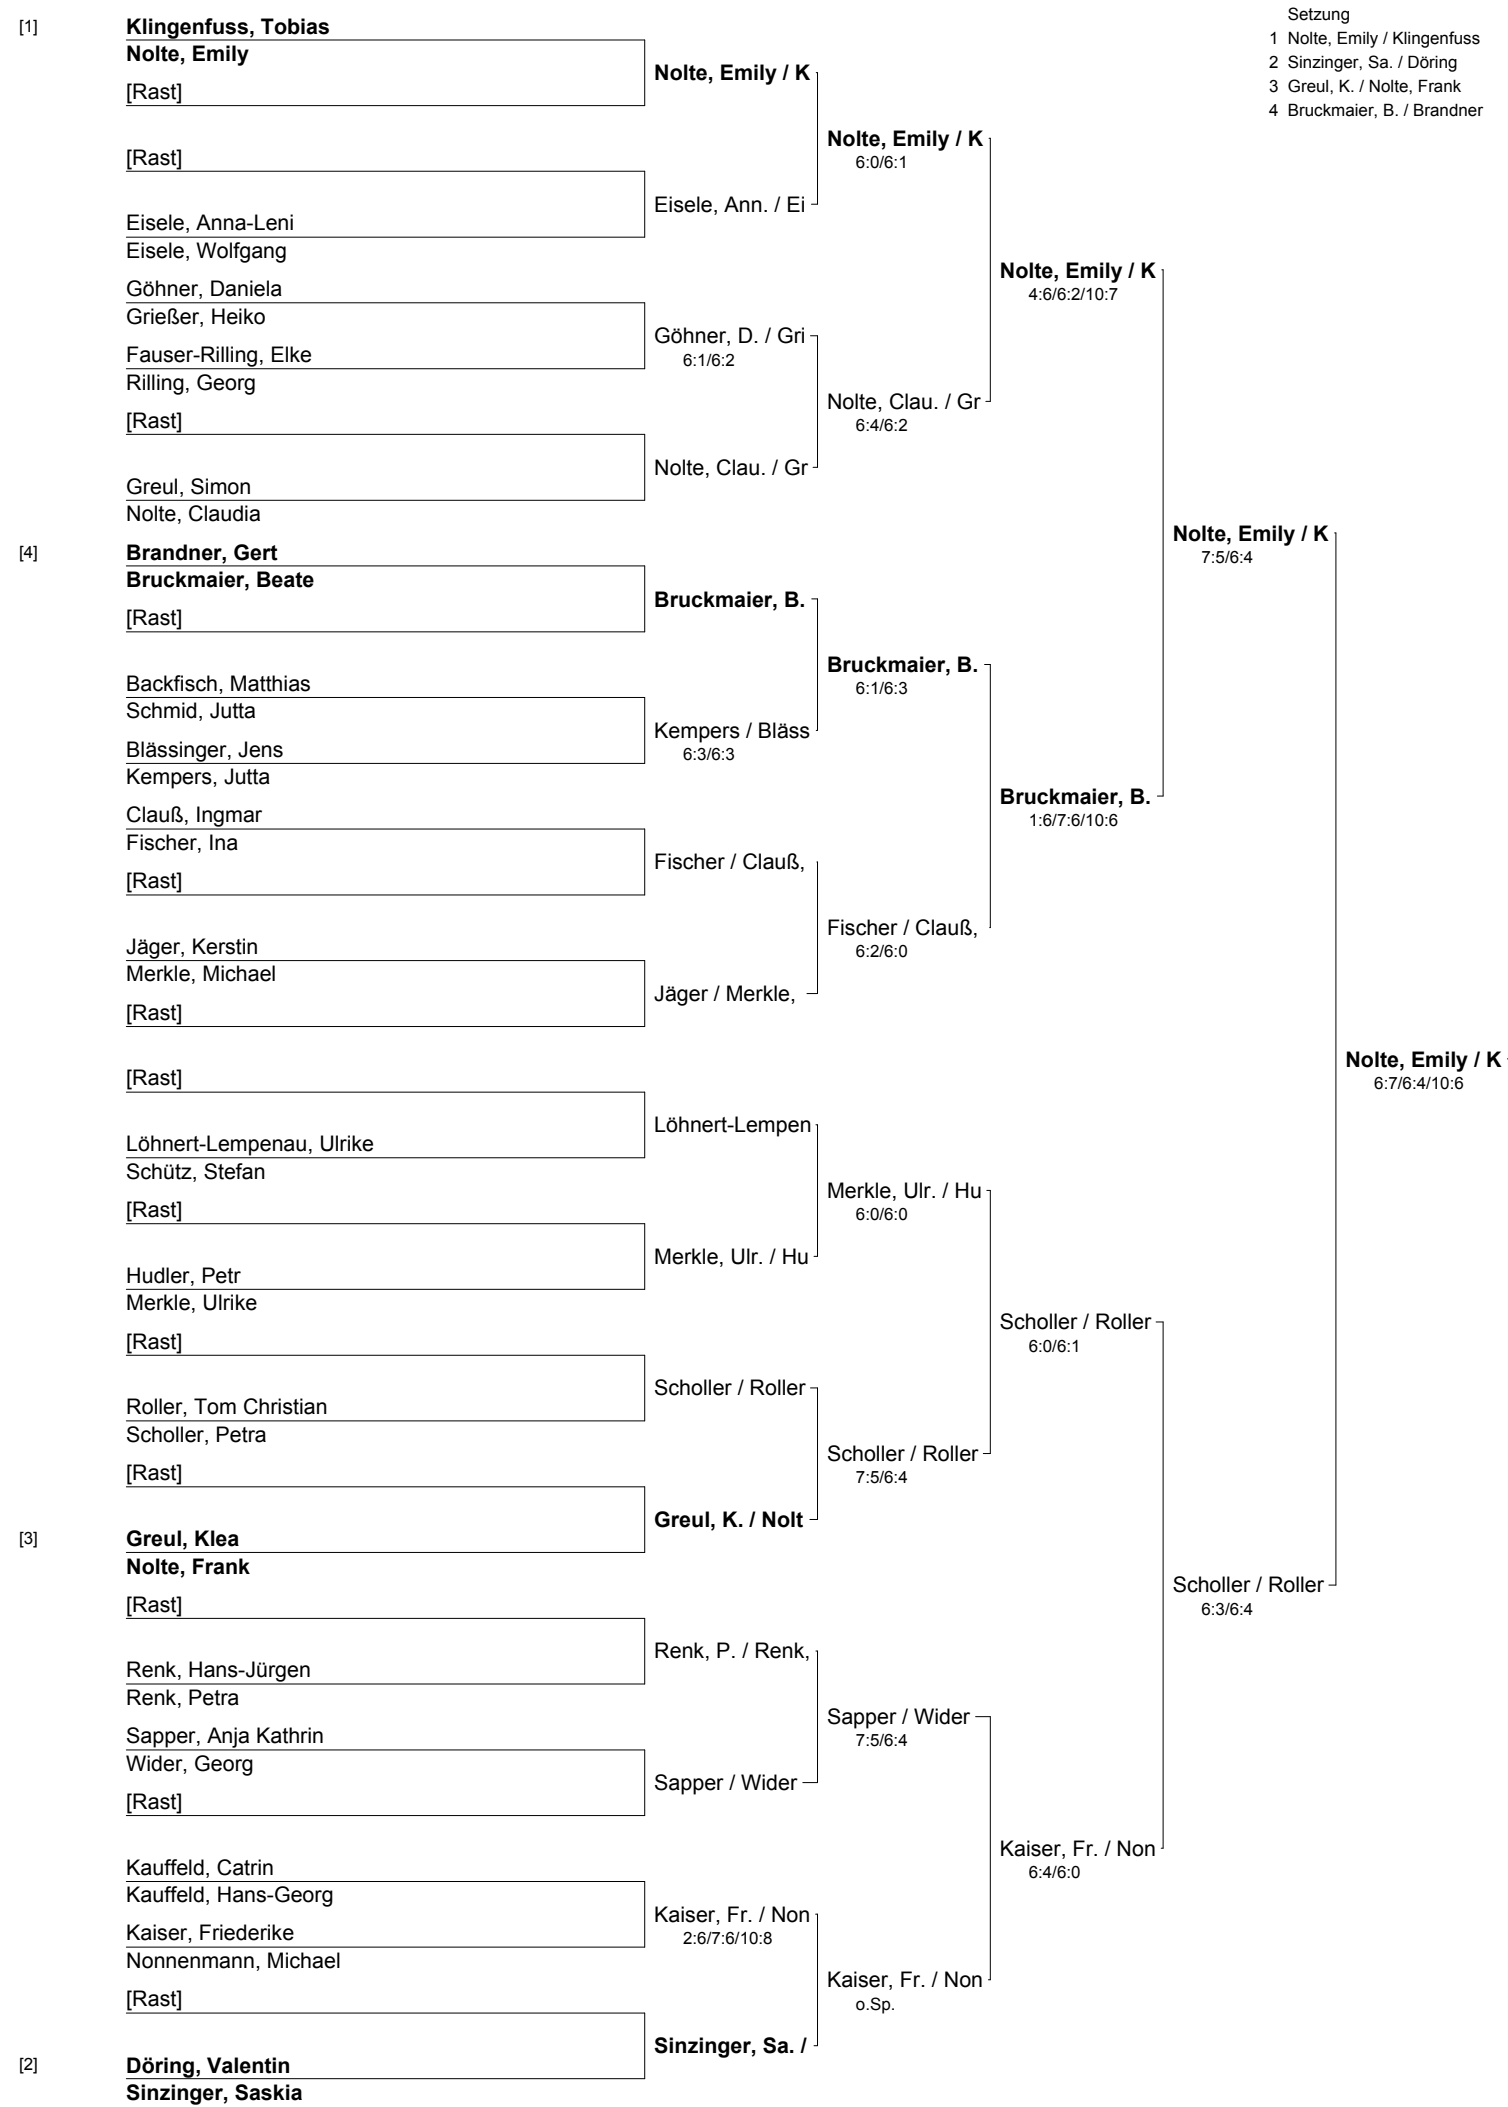 Setzung
1 Nolte, Emily / Klingenfuss
2 Sinzinger, Sa. / Döring
3 Greul, K. / Nolte, Frank
4 Bruckmaier, B. / Brandner
[1] Klingenfuss, Tobias
Nolte, Emily
[Rast]
[Rast]
Eisele, Anna-Leni
Eisele, Wolfgang
Göhner, Daniela
Grießer, Heiko
Fauser-Rilling, Elke
Rilling, Georg
[Rast]
Greul, Simon
Nolte, Claudia
[4] Brandner, Gert
Bruckmaier, Beate
[Rast]
Backfisch, Matthias
Schmid, Jutta
Blässinger, Jens
Kempers, Jutta
Clauß, Ingmar
Fischer, Ina
[Rast]
Jäger, Kerstin
Merkle, Michael
[Rast]
[Rast]
Löhnert-Lempenau, Ulrike
Schütz, Stefan
[Rast]
Hudler, Petr
Merkle, Ulrike
[Rast]
Roller, Tom Christian
Scholler, Petra
[Rast]
[3] Greul, Klea
Nolte, Frank
[Rast]
Renk, Hans-Jürgen
Renk, Petra
Sapper, Anja Kathrin
Wider, Georg
[Rast]
Kauffeld, Catrin
Kauffeld, Hans-Georg
Kaiser, Friederike
Nonnenmann, Michael
[Rast]
[2] Döring, Valentin
Sinzinger, Saskia
Nolte, Emily / K
Eisele, Ann. / Ei
Göhner, D. / Gri
6:1/6:2
Nolte, Clau. / Gr
Bruckmaier, B.
Kempers / Bläss
6:3/6:3
Fischer / Clauß,
Jäger / Merkle,
Löhnert-Lempen
Merkle, Ulr. / Hu
Scholler / Roller
Greul, K. / Nolt
Renk, P. / Renk,
Sapper / Wider
Kaiser, Fr. / Non
2:6/7:6/10:8
Sinzinger, Sa. /
Nolte, Emily / K
6:0/6:1
Nolte, Clau. / Gr
6:4/6:2
Bruckmaier, B.
6:1/6:3
Fischer / Clauß,
6:2/6:0
Merkle, Ulr. / Hu
6:0/6:0
Scholler / Roller
7:5/6:4
Sapper / Wider
7:5/6:4
Kaiser, Fr. / Non
o.Sp.
Nolte, Emily / K
4:6/6:2/10:7
Bruckmaier, B.
1:6/7:6/10:6
Scholler / Roller
6:0/6:1
Kaiser, Fr. / Non
6:4/6:0
Nolte, Emily / K
7:5/6:4
Scholler / Roller
6:3/6:4
Nolte, Emily / K
6:7/6:4/10:6